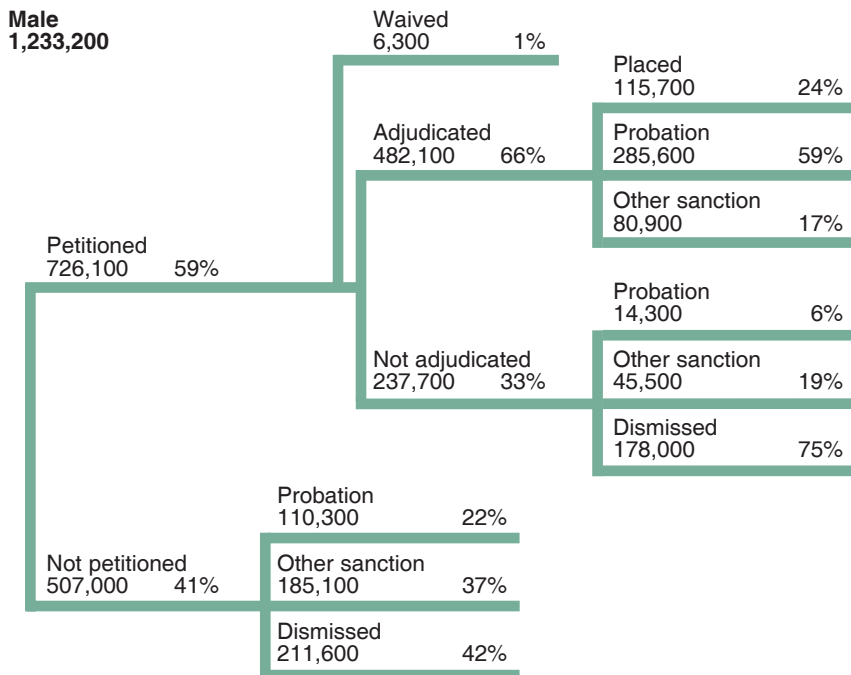 Male
1,233,200
Waived
6,300 1%
Placed
115,700 24%
Adjudicated
482,100 66%
Probation
285,600 59%
Other sanction
80,900 17%
Petitioned
726,100 59%
Probation
14,300 6%
Not adjudicated
237,700 33%
Other sanction
45,500 19%
Dismissed
178,000 75%
Probation
110,300 22%
Not petitioned
507,000 41%
Other sanction
185,100 37%
Dismissed
211,600 42%